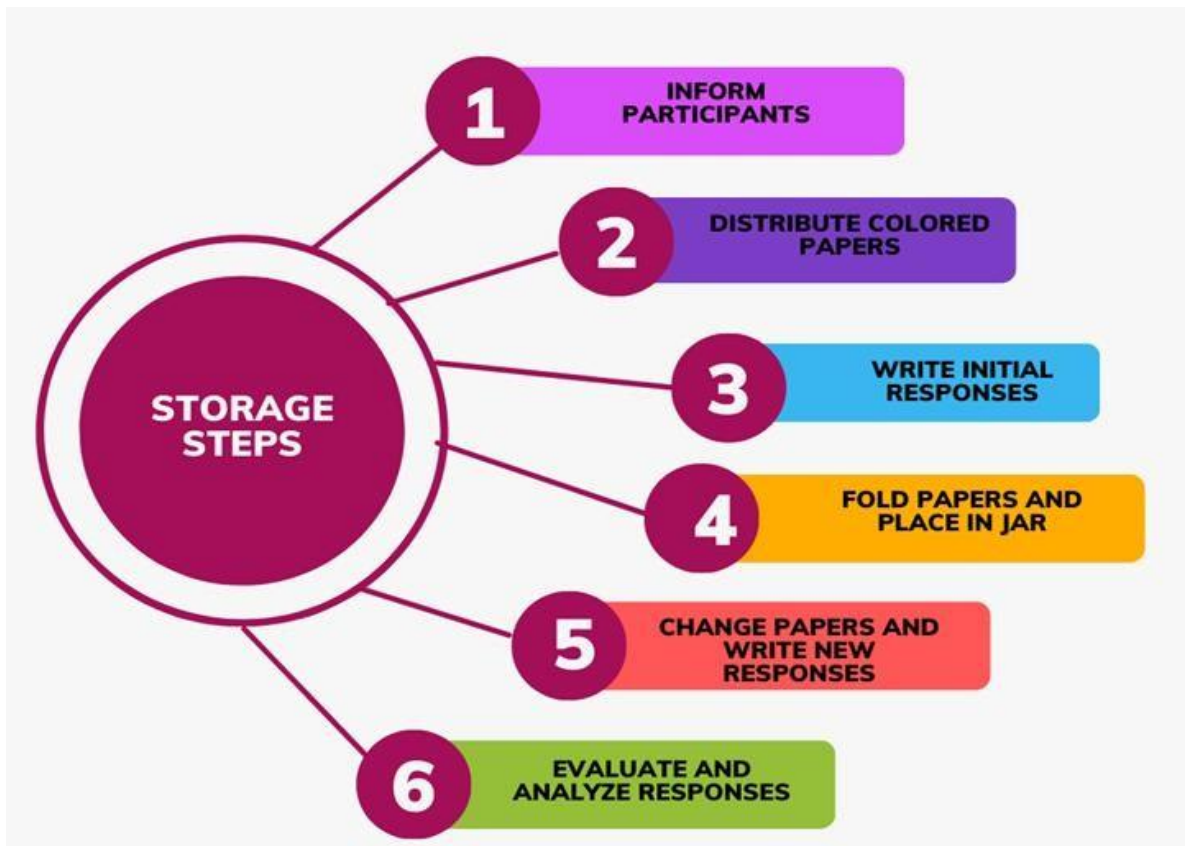 STORAGE
STEPS
1
INFORM
PARTICIPANTS
2
DISTRIBUTE COLORED
PAPERS
3
WRITE INITIAL
RESPONSES
4
FOLD PAPERS AND
PLACE IN JAR
5
CHANGE PAPERS AND
WRITE NEW
RESPONSES
6
EVALUATE AND
ANALYZE RESPONSES